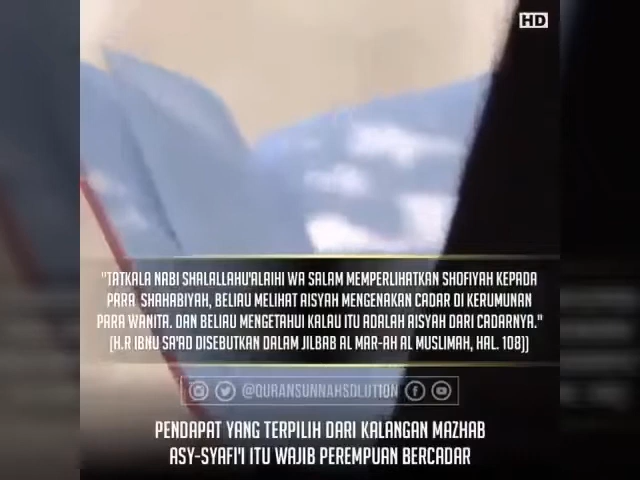 HD
"TATKALA NABI SHALALLAHU'ALAIHI WA SALAM MEMPERLIHATKAN SHOFIYAH KEPADA
PARA SHAHABIYAH, BELIAU MELIHAT AISYAH MENGENAKAN CADAR DI KERUMUNAN
PARA WANITA. DAN BELIAU MENGETAHUI KALAU ITU ADALAH AISYAH DARI CADARNYA."
(H.R IBNU SA'AD DISEBUTKAN DALAM JILBAB AL MAR-AH AL MUSLIMAH, HAL. 108))
@QURANSUNNAHSOLUTION
PENDAPAT YANG TERPILIH DARI KALANGAN MAZHAB
ASY-SYAFI'I ITU WAJIB PEREMPUAN BERCADAR